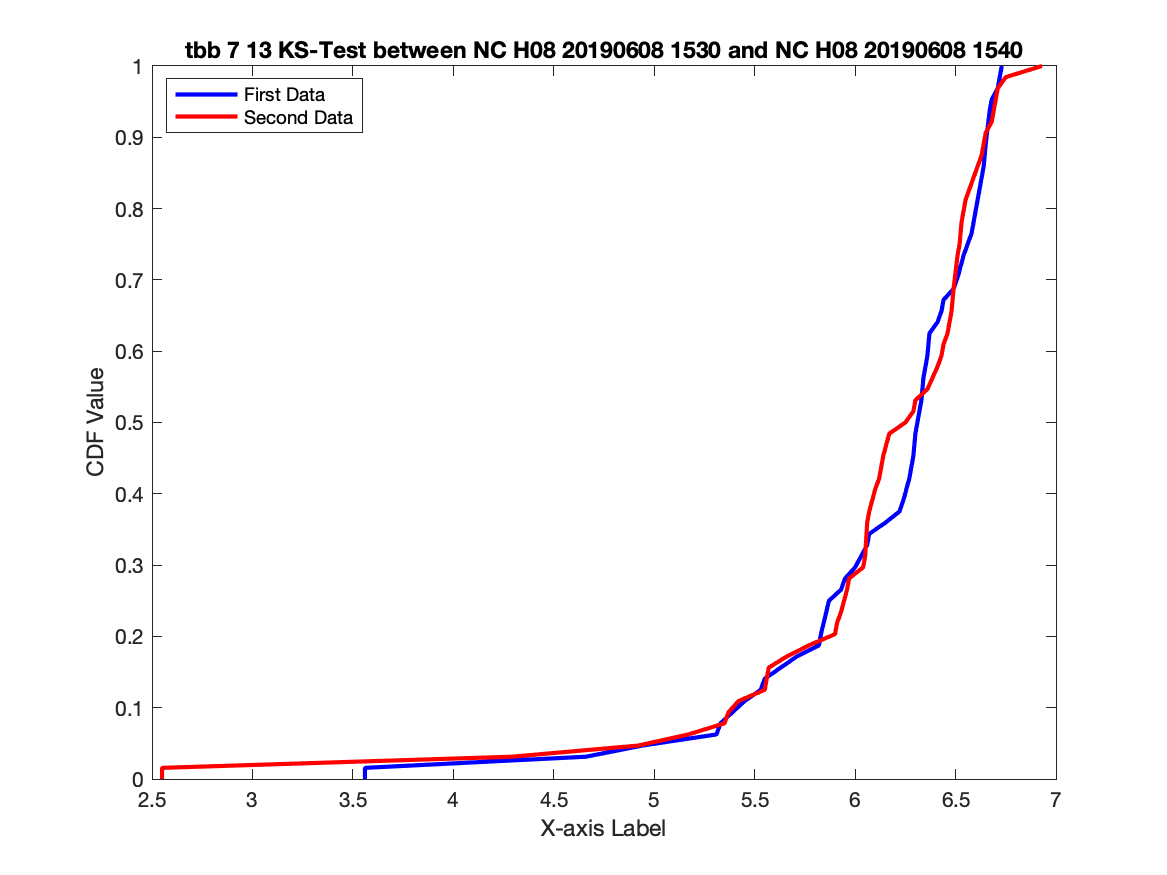 tbb 7 13 KS-Test between NC H08 20190608 1530 and NC H08 20190608 1540
First Data
Second Data
1
0.9
0.8
0.7
0.6
0.5
0.4
0.3
0.2
0.1
0
CDF Value
2.5 3 3.5 4 4.5 5 5.5 6 6.5 7
X-axis Label